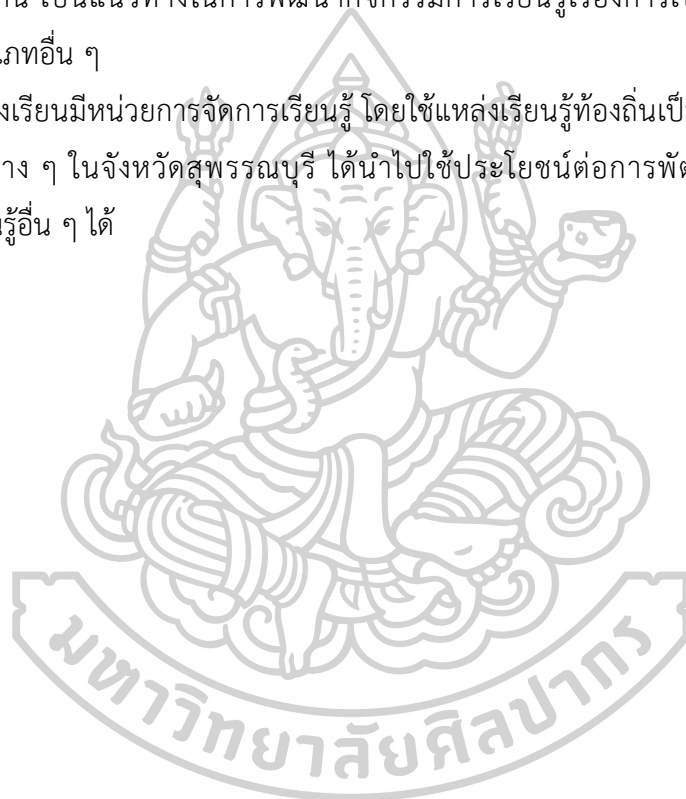 เป็นแนวทางในการพัฒนากิจกรรมการเรียนรู้เรื่องการ
เภทอื่น ๆ
งเรียนมีหน่วยการจัดการเรียนรู้ โดยใช้แหล่งเรียนรู้ท้องถิ่นเป็
าง ๆ ในจังหวัดสุพรรณบุรี ได้นำไปใช้ประโยชน์ต่อการพัต
นรู้อื่น ๆ ได้
มหาวิทยาลัยศิลปากร